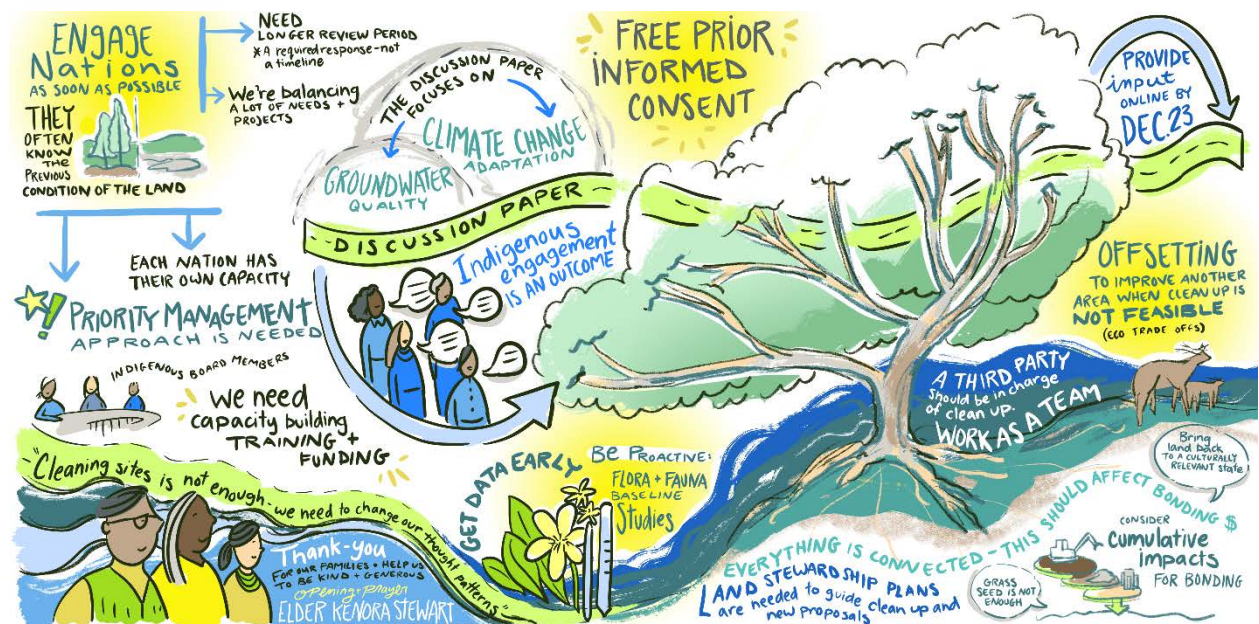 ENGAGE
Nations
AS SOON AS POSSIBLE
THEY
OFTEN
KNOW
THE
PREVIOUS
CONDITION OF THE LAND
NEED
LONGER REVIEW PERIOD
* A required response - not
a timeline
We're balancing
A LOT OF NEEDS +
PROJECTS
EACH NATION HAS
THEIR OWN CAPACITY
! PRIORITY MANAGEMENT
APPROACH IS NEEDED
INDIGENOUS BOARD MEMBERS
We need
capacity building
TRAINING +
FUNDING
"Cleaning sites is not enough - we need to change our thought patterns"
Thank-you
FOR OUR FAMILIES • HELP US
TO BE KIND + GENEROUS
opening prayer
ELDER KENORA STEWART
THE DISCUSSION PAPER
FOCUSES ON
CLIMATE CHANGE
ADAPTATION
GROUNDWATER
QUALITY
DISCUSSION PAPER
Indigenous
engagement
IS AN OUTCOME
FREE PRIOR
INFORMED
CONSENT
PROVIDE
input
ONLINE BY
DEC. 23
OFFSETTING
TO IMPROVE ANOTHER
AREA WHEN CLEAN UP IS
NOT FEASIBLE
(ECO TRADE OFFS)
A THIRD PARTY
should be in charge
of clean up.
WORK AS A TEAM
GET DATA EARLY
BE PROACTIVE:
FLORA + FAUNA
BASELINE
Studies
EVERYTHING IS CONNECTED - THIS SHOULD AFFECT BONDING $
LAND STEWARDSHIP PLANS
are needed to guide clean up and
new proposals
Bring
land back
TO A CULTURALLY
RELEVANT state
CONSIDER
Cumulative
impacts
FOR BONDING
GRASS
SEED IS NOT
ENOUGH